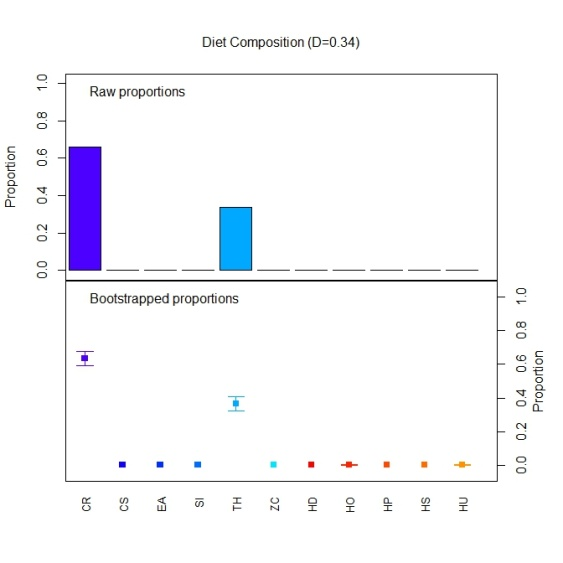 Diet Composition (D=0.34)
Raw proportions
Proportion
1.0
0.8
0.6
0.4
0.2
0.0
Bootstrapped proportions
Proportion
1.0
0.8
0.6
0.4
0.2
0.0
CR CS EA SI TH ZC HD HO HP HS HU